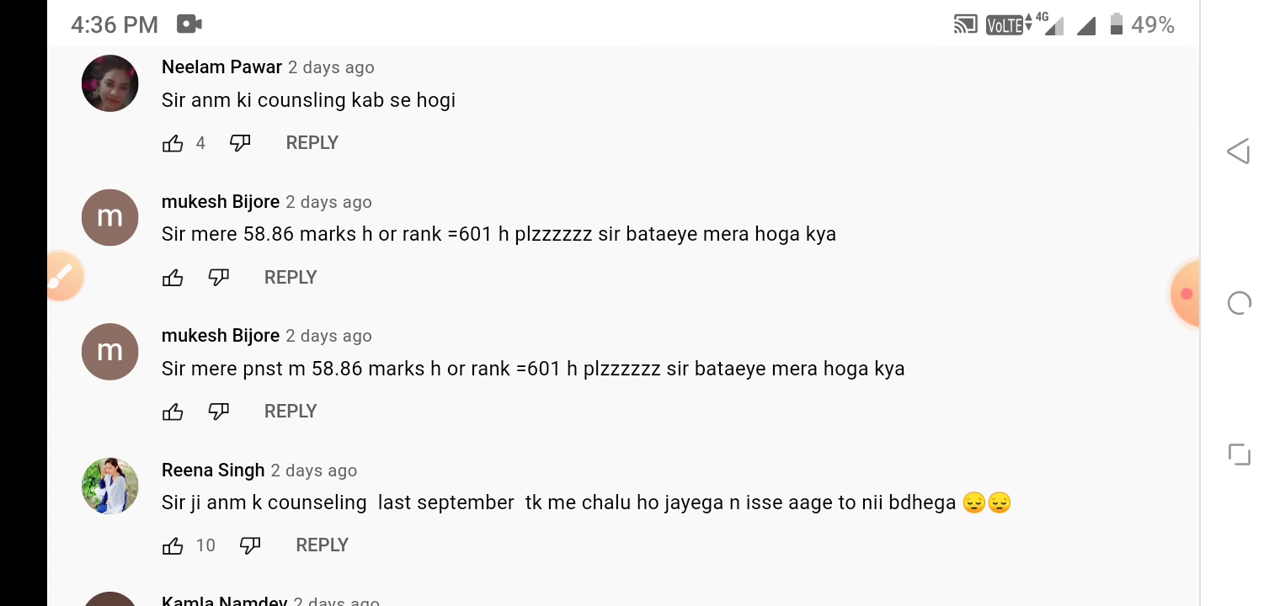 4:36 PM VoLTE 4G 49%
Neelam Pawar 2 days ago
Sir anm ki counsling kab se hogi
4 REPLY
m
mukesh Bijore 2 days ago
Sir mere 58.86 marks h or rank =601 h plzzzzzz sir bataeye mera hoga kya
REPLY
m
mukesh Bijore 2 days ago
Sir mere pnst m 58.86 marks h or rank =601 h plzzzzzz sir bataeye mera hoga kya
REPLY
Reena Singh 2 days ago
Sir ji anm k counseling last september tk me chalu ho jayega n isse aage to nii bdhega 😔😔
10 REPLY
Kamla Namdev 2 days ago